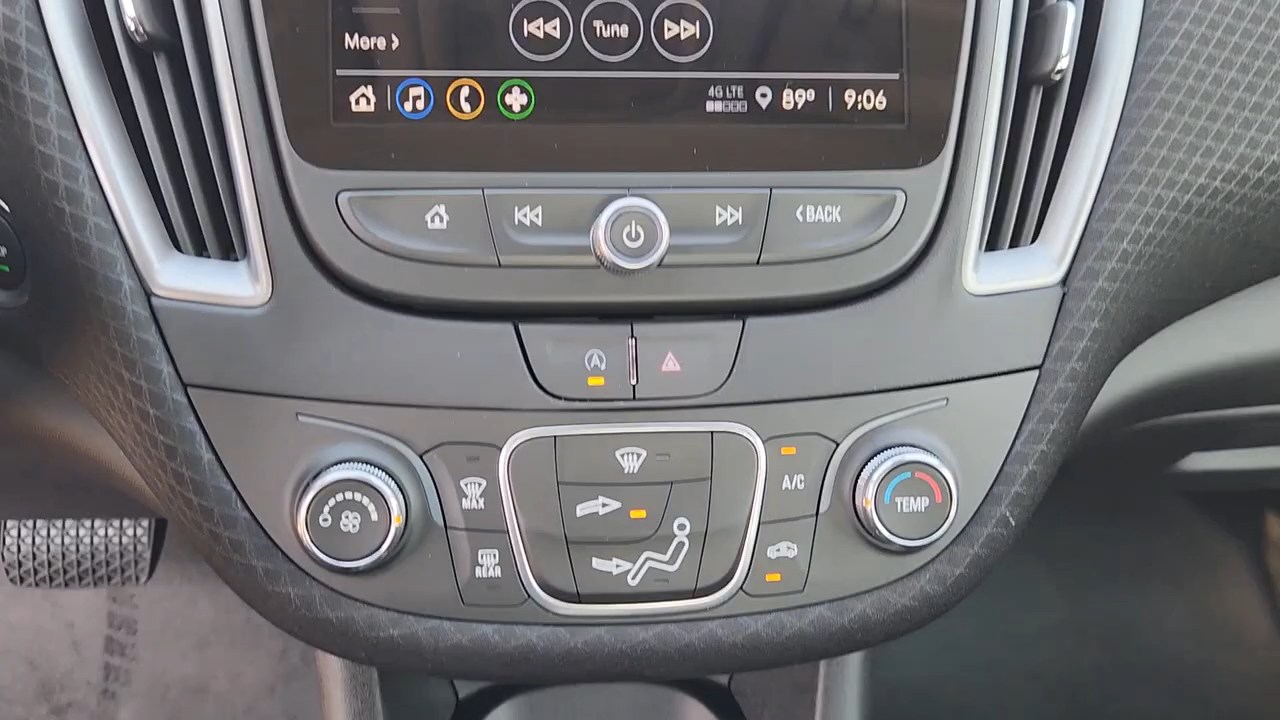 Tune
More >
4G LTE
89° | 9:06
< BACK
A
MAX
A/C
TEMP
REAR